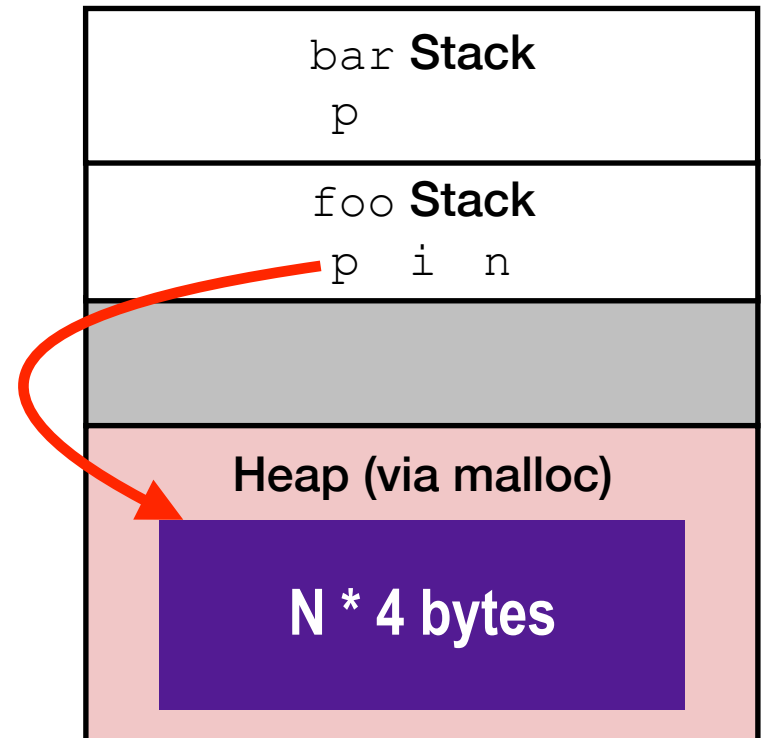 bar Stack
p
foo Stack
p i n
Heap (via malloc)
N * 4 bytes